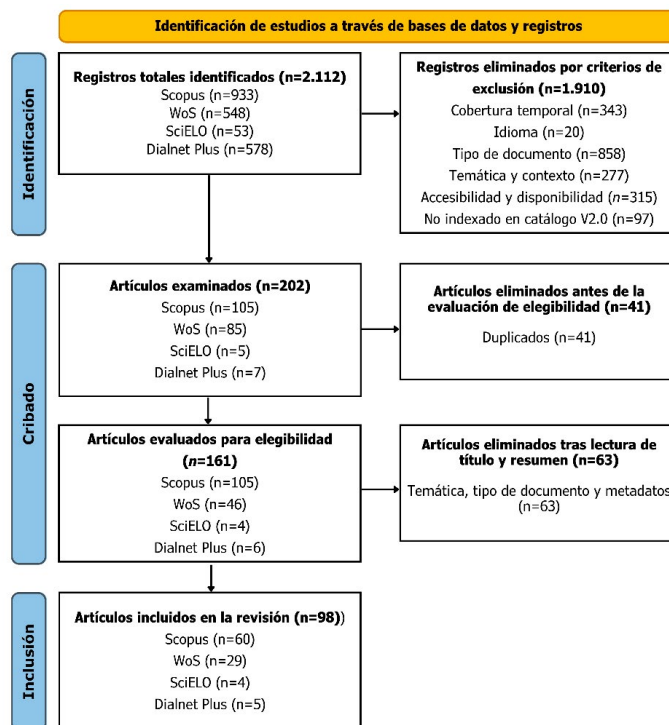 Identificación de estudios a través de bases de datos y registros
Identificación
Registros totales identificados (n=2.112)
Scopus (n=933)
WoS (n=548)
SciELO (n=53)
Dialnet Plus (n=578)
Registros eliminados por criterios de
exclusión (n=1.910)
Cobertura temporal (n=343)
Idioma (n=20)
Tipo de documento (n=858)
Temática y contexto (n=277)
Accesibilidad y disponibilidad (n=315)
No indexado en catálogo V2.0 (n=97)
Cribado
Artículos examinados (n=202)
Scopus (n=105)
WoS (n=85)
SciELO (n=5)
Dialnet Plus (n=7)
Artículos eliminados antes de la
evaluación de elegibilidad (n=41)
Duplicados (n=41)
Artículos evaluados para elegibilidad
(n=161)
Scopus (n=105)
WoS (n=46)
SciELO (n=4)
Dialnet Plus (n=6)
Artículos eliminados tras lectura de
título y resumen (n=63)
Temática, tipo de documento y metadatos
(n=63)
Inclusión
Artículos incluidos en la revisión (n=98))
Scopus (n=60)
WoS (n=29)
SciELO (n=4)
Dialnet Plus (n=5)